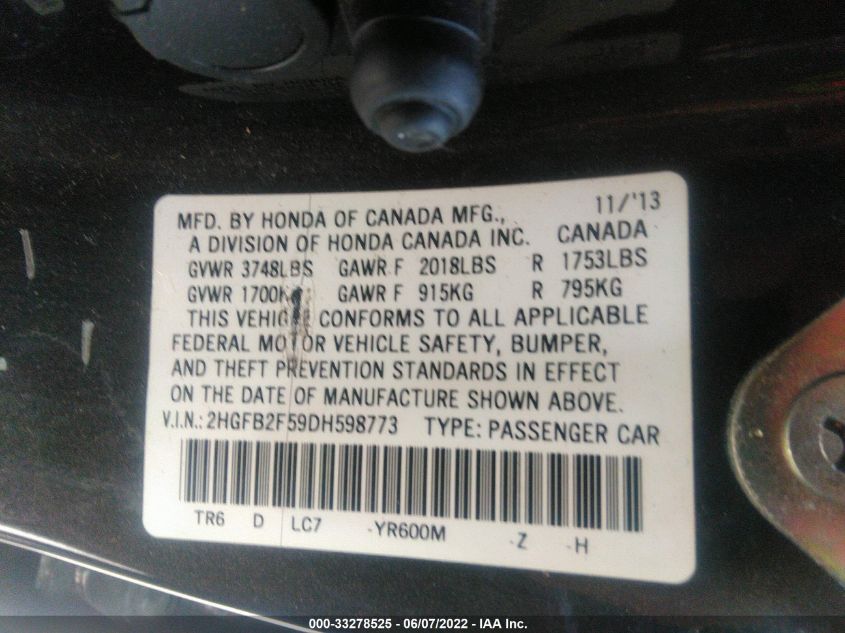 MFD. BY HONDA OF CANADA MFG., 11/'13
A DIVISION OF HONDA CANADA INC. CANADA
GVWR 3748LBS GAWR F 2018LBS R 1753LBS
GVWR 1700KG GAWR F 915KG R 795KG
THIS VEHICLE CONFORMS TO ALL APPLICABLE
FEDERAL MOTOR VEHICLE SAFETY, BUMPER,
AND THEFT PREVENTION STANDARDS IN EFFECT
ON THE DATE OF MANUFACTURE SHOWN ABOVE.
V.I.N.: 2HGFB2F59DH598773 TYPE: PASSENGER CAR
TR6 D LC7 -YR600M -Z -H
000-33278525 - 06/07/2022 - IAA Inc.